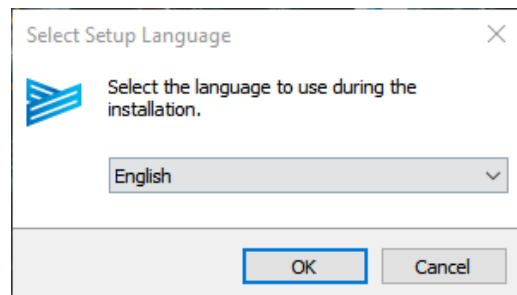 Select Setup Language
Select the language to use during the
installation.
English
OK
Cancel